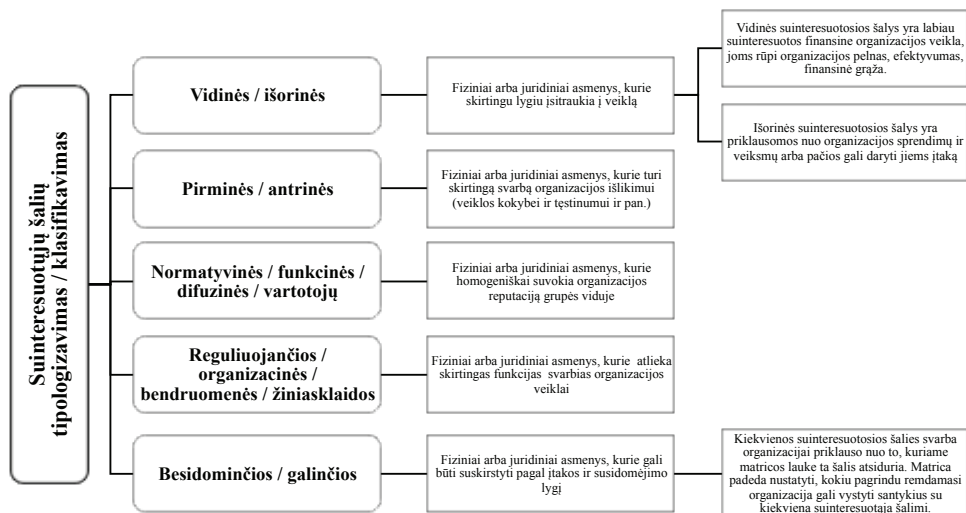 Suinteresuotųjų šalių
tipologizavimas / klasifikavimas
Vidinės / išorinės
Fiziniai arba juridiniai asmenys, kurie
skirtingu lygiu įsitraukia į veiklą
Vidinės suinteresuotosios šalys yra labiau
suinteresuotos finansine organizacijos veikla,
joms rūpi organizacijos pelnas, efektyvumas,
finansinė grąža.
Išorinės suinteresuotosios šalys yra
priklausomos nuo organizacijos sprendimų ir
veiksmų arba pačios gali daryti jiems įtaką
Pirminės / antrinės
Fiziniai arba juridiniai asmenys, kurie turi
skirtingą svarbą organizacijos išlikimui
(veiklos kokybei ir tęstinumui ir pan.)
Normatyvinės / funkcinės /
difuzinės / vartotojų
Fiziniai arba juridiniai asmenys, kurie
homogeniškai suvokia organizacijos
reputaciją grupės viduje
Reguliuojančios /
organizacinės /
bendruomenės / žiniasklaidos
Fiziniai arba juridiniai asmenys, kurie atlieka
skirtingas funkcijas svarbias organizacijos
veiklai
Besidominčios / galinčios
Fiziniai arba juridiniai asmenys, kurie gali
būti suskirstyti pagal įtakos ir susidomėjimo
lygį
Kiekvienos suinteresuotosios šalies svarba
organizacijai priklauso nuo to, kuriame
matricos lauke ta šalis atsiduria. Matrica
padeda nustatyti, kokiu pagrindu remdamasi
organizacija gali vystyti santykius su
kiekviena suinteresuotąja šalimi.